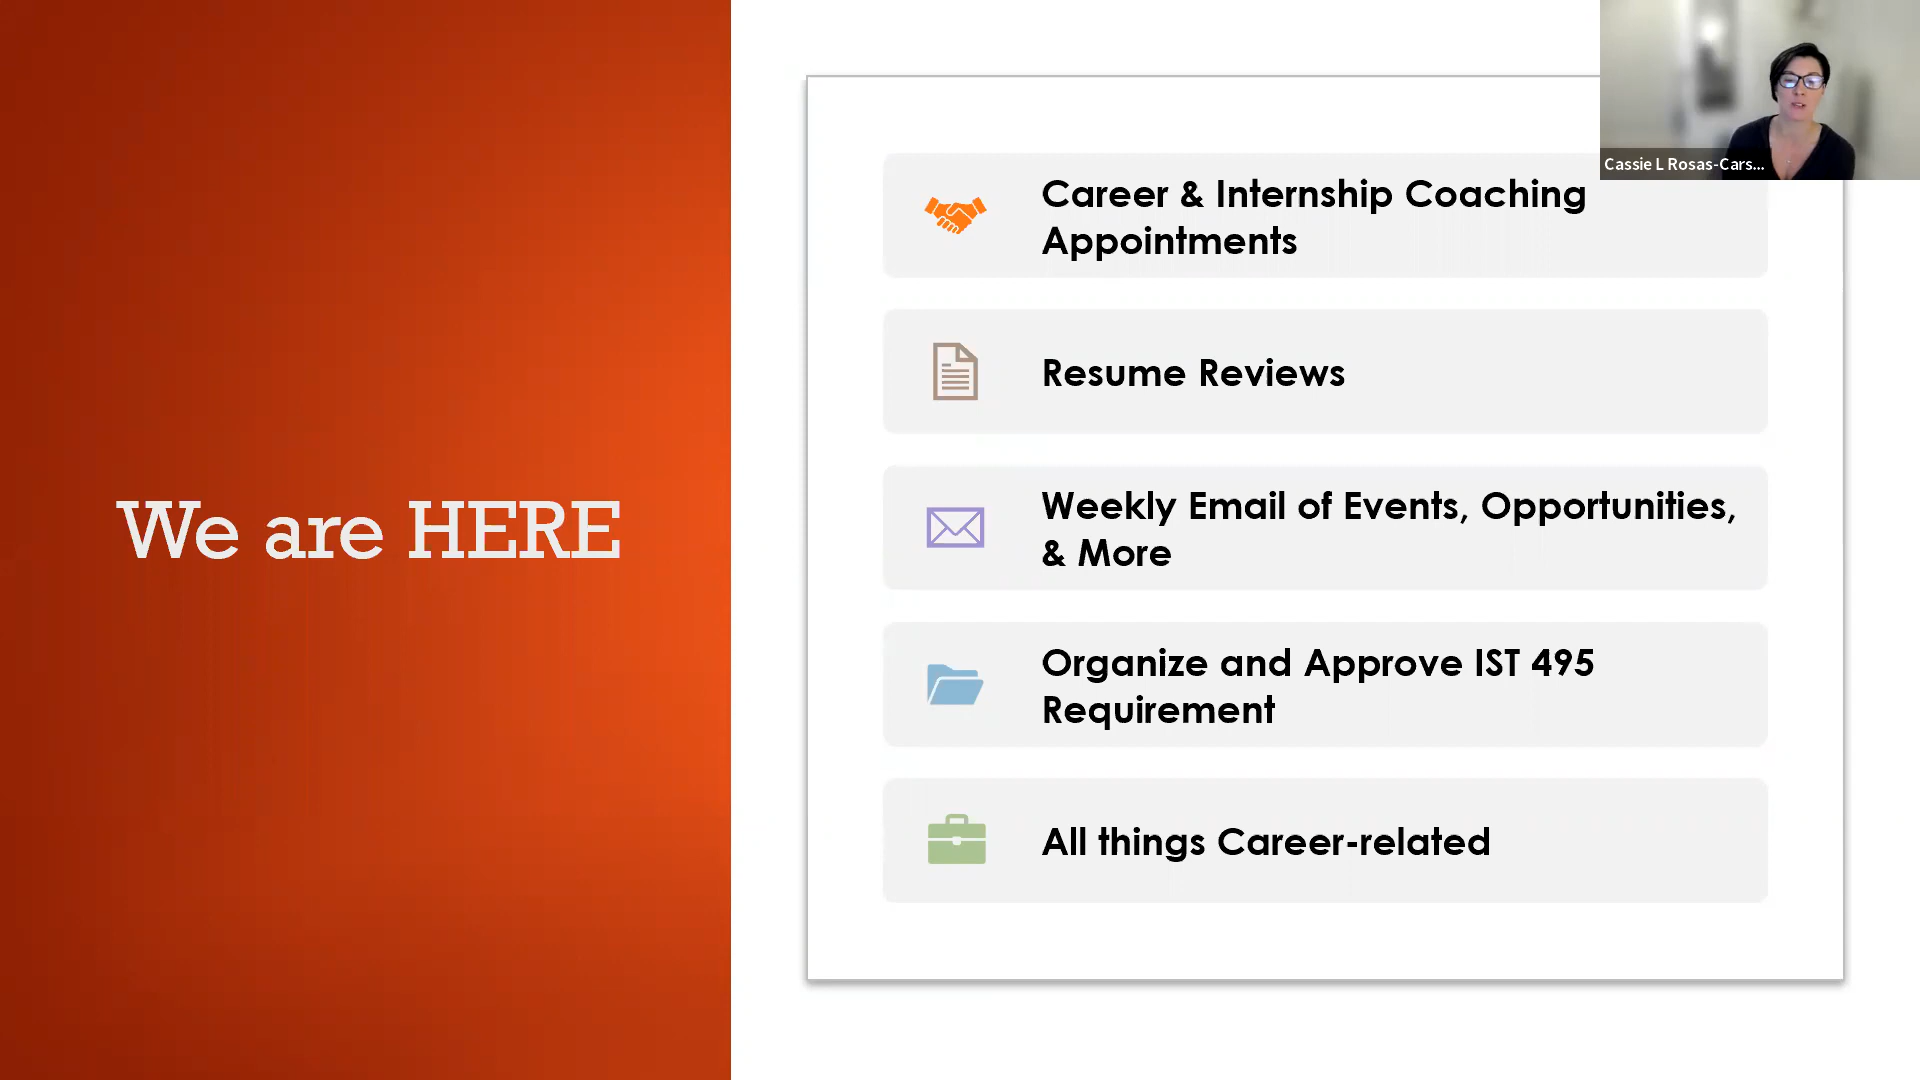 We are HERE
Career & Internship Coaching
Appointments
Resume Reviews
Weekly Email of Events, Opportunities,
& More
Organize and Approve IST 495
Requirement
All things Career-related
Cassie L Rosas-Cars...